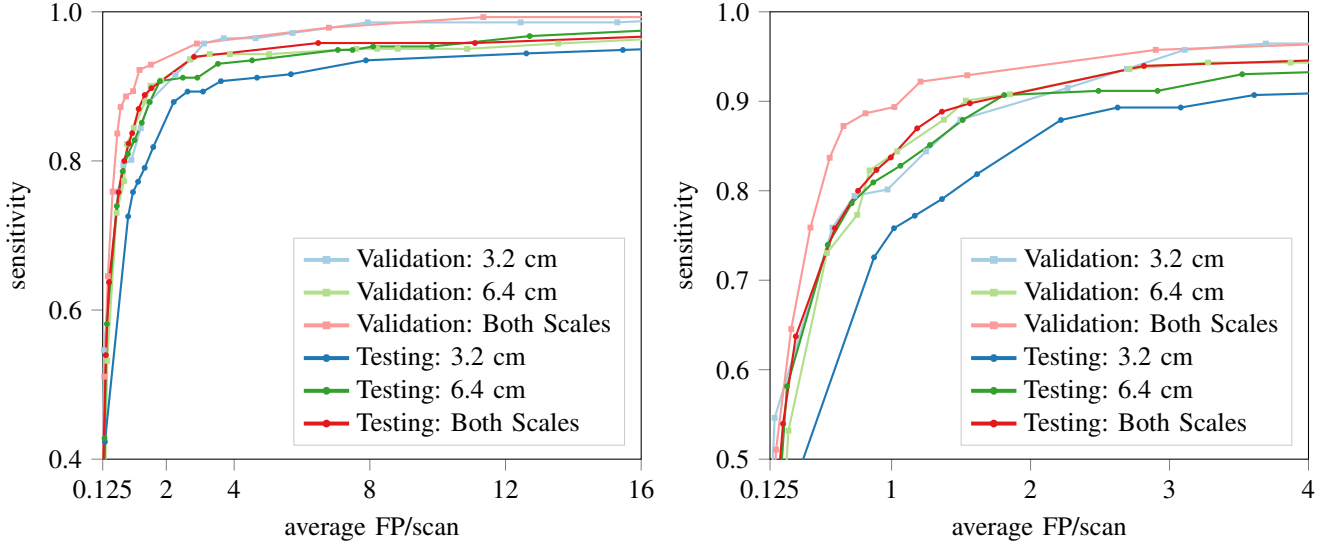 1.0
0.8
0.6
0.4
sensitivity
Validation: 3.2 cm
Validation: 6.4 cm
Validation: Both Scales
Testing: 3.2 cm
Testing: 6.4 cm
Testing: Both Scales
0.125 2 4 8 12 16
average FP/scan
1.0
0.9
0.8
0.7
0.6
0.5
sensitivity
Validation: 3.2 cm
Validation: 6.4 cm
Validation: Both Scales
Testing: 3.2 cm
Testing: 6.4 cm
Testing: Both Scales
0.125 1 2 3 4
average FP/scan